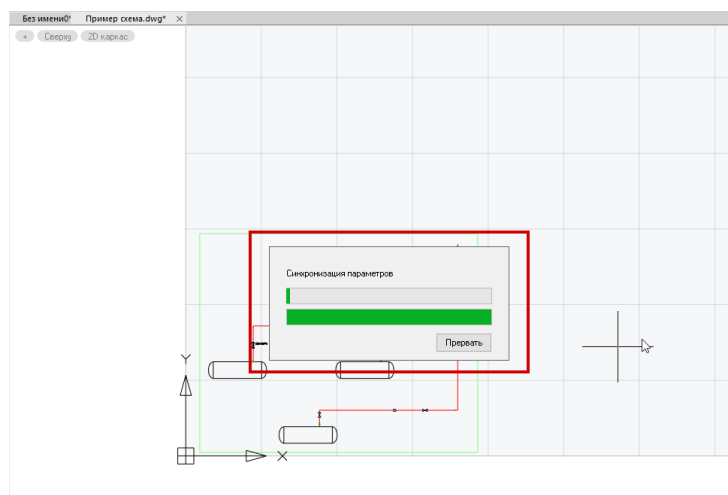 Без имени0* Пример схема.dwg* ×
+ Сверху 2D каркас
Синхронизация параметров
Прервать
Y
X